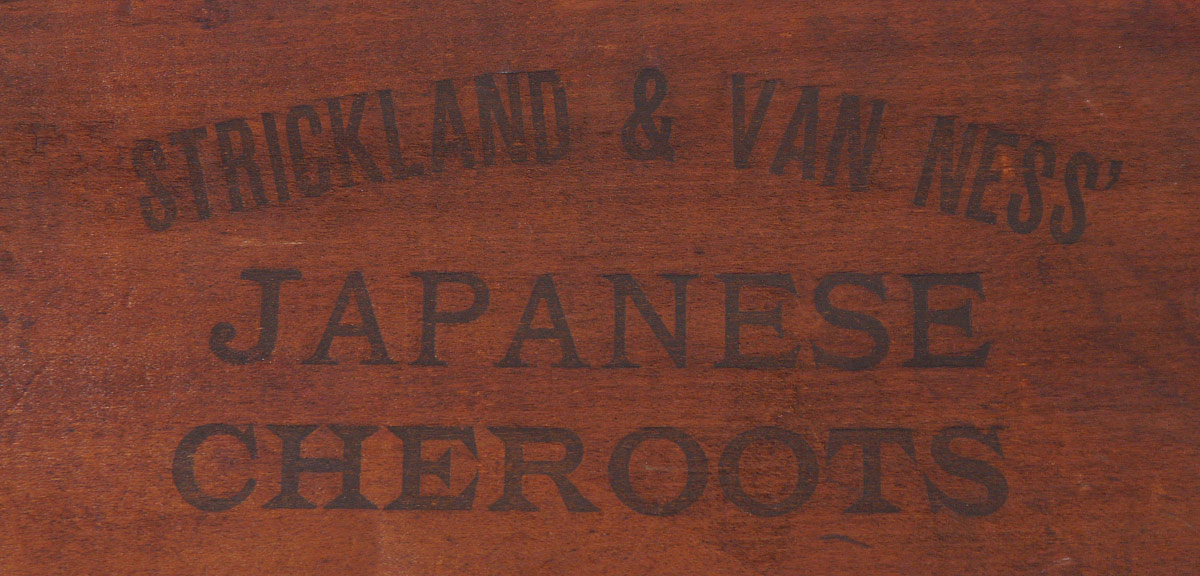 STRICKLAND & VAN NESS'
JAPANESE
CHEROOTS